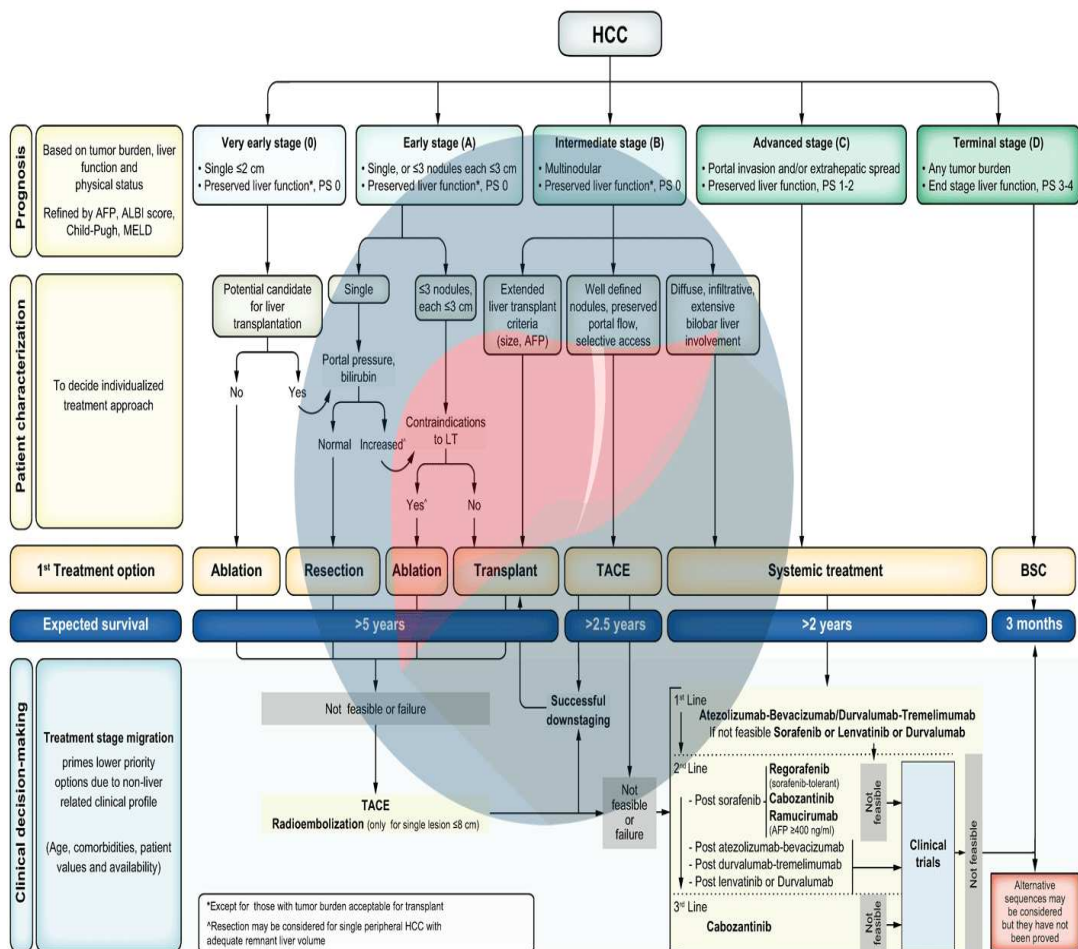 HCC
Prognosis
Based on tumor burden, liver
function and
physical status
Refined by AFP, ALBI score,
Child-Pugh, MELD
Very early stage (0)
• Single ≤2 cm
• Preserved liver function*, PS 0
Early stage (A)
• Single, or ≤3 nodules each ≤3 cm
• Preserved liver function*, PS 0
Intermediate stage (B)
• Multinodular
• Preserved liver function*, PS 0
Advanced stage (C)
• Portal invasion and/or extrahepatic spread
• Preserved liver function, PS 1-2
Terminal stage (D)
• Any tumor burden
• End stage liver function, PS 3-4
Patient characterization
To decide individualized
treatment approach
Potential candidate
for liver
transplantation
Single
≤3 nodules,
each ≤3 cm
Extended
liver transplant
criteria
(size, AFP)
Well defined
nodules, preserved
portal flow,
selective access
Diffuse, infiltrative,
extensive
bilobar liver
involvement
No
Yes
Portal pressure,
bilirubin
Normal
Increased^
Contraindications
to LT
Yes^
No
1st Treatment option
Ablation
Resection
Ablation
Transplant
TACE
Systemic treatment
BSC
Expected survival
>5 years
>2.5 years
>2 years
3 months
Clinical decision-making
Treatment stage migration
primes lower priority
options due to non-liver
related clinical profile
(Age, comorbidities, patient
values and availability)
Not feasible or failure
TACE
Radioembolization (only for single lesion ≤8 cm)
Successful
downstaging
Not
feasible
or
failure
1st Line
Atezolizumab-Bevacizumab/Durvalumab-Tremelimumab
If not feasible Sorafenib or Lenvatinib or Durvalumab
2nd Line
- Post sorafenib
Regorafenib
(sorafenib-tolerant)
Cabozantinib
Ramucirumab
(AFP ≥400 ng/ml)
- Post atezolizumab-bevacizumab
- Post durvalumab-tremelimumab
- Post lenvatinib or Durvalumab
3rd Line
Cabozantinib
Not
feasible
Not
feasible
Clinical
trials
Not feasible
Alternative
sequences may
be considered
but they have not
been proved
*Except for those with tumor burden acceptable for transplant
^Resection may be considered for single peripheral HCC with
adequate remnant liver volume